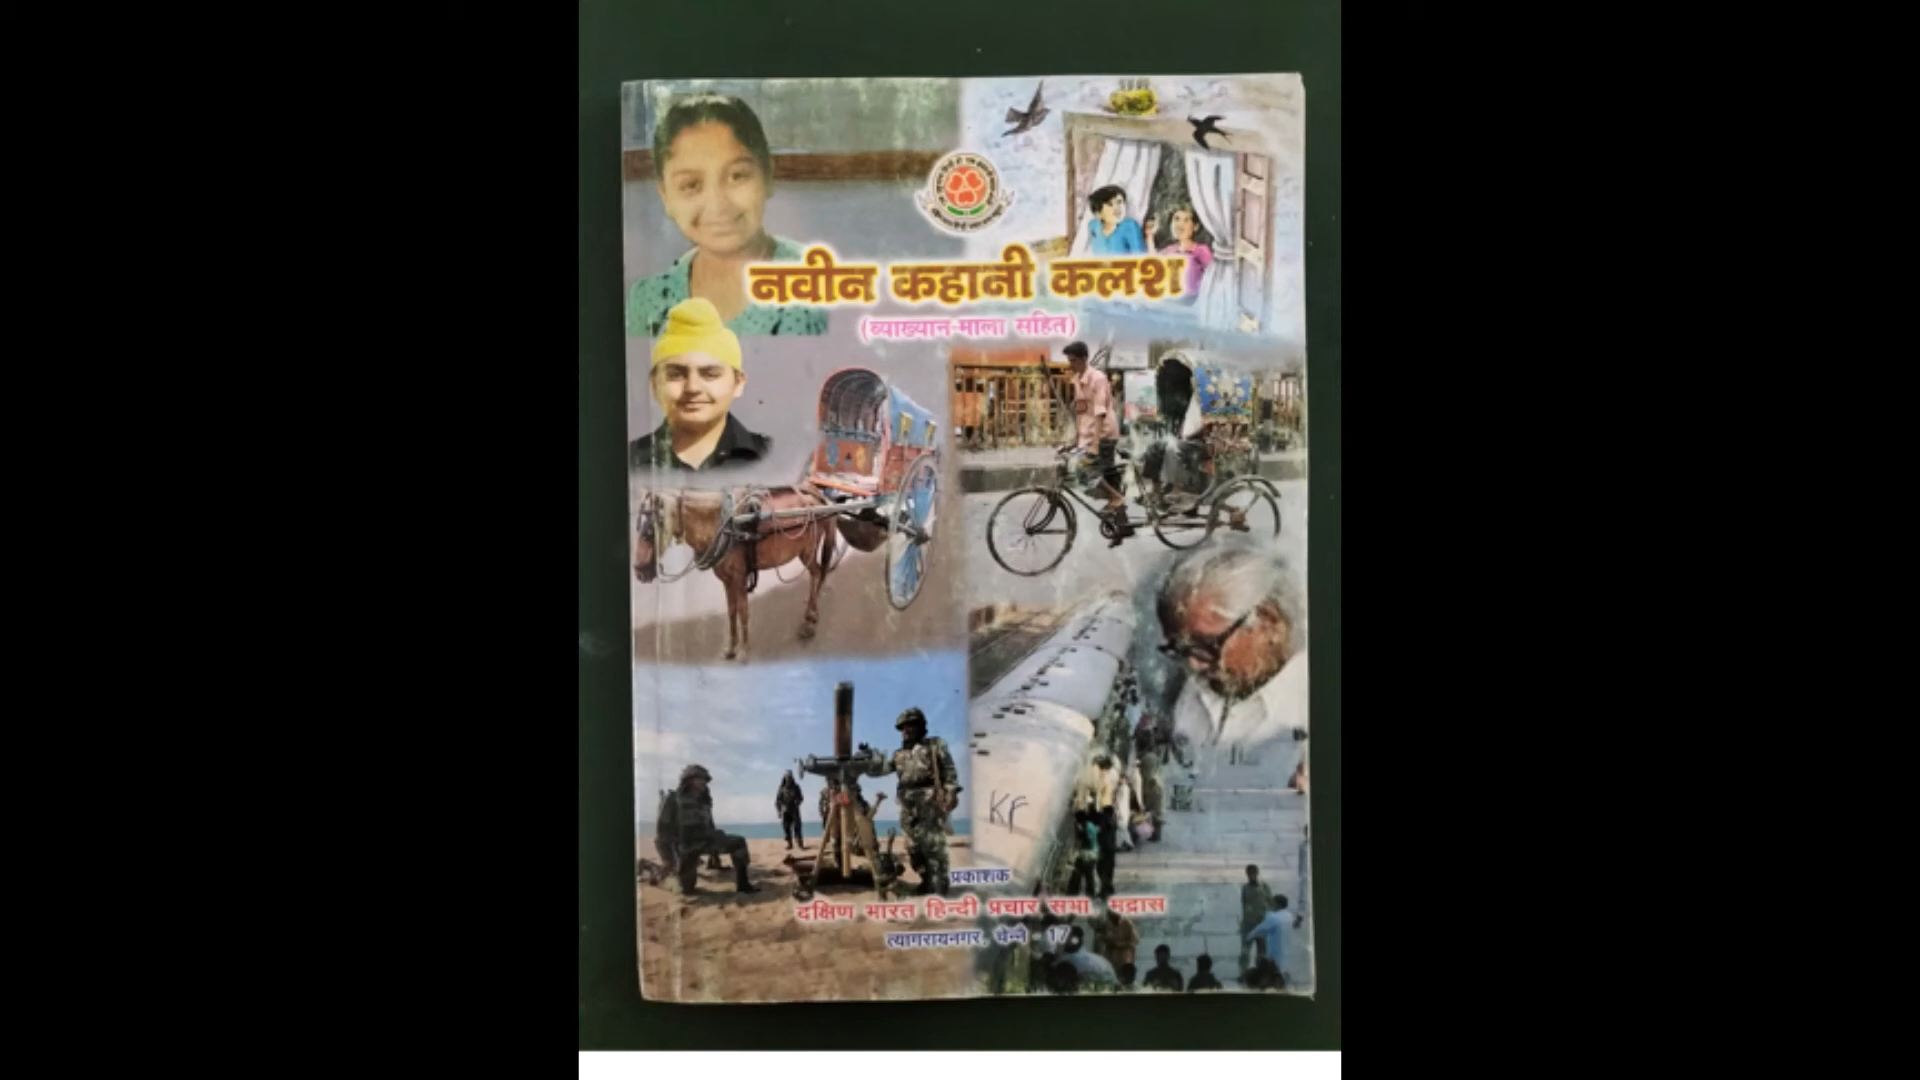 नवीन कहानी कलश
(व्याख्यान-माला सहित)
KF
प्रकाशक
दक्षिण भारत हिन्दी प्रचार सभा, मद्रास
त्यागरायनगर, चेन्नै - 17.